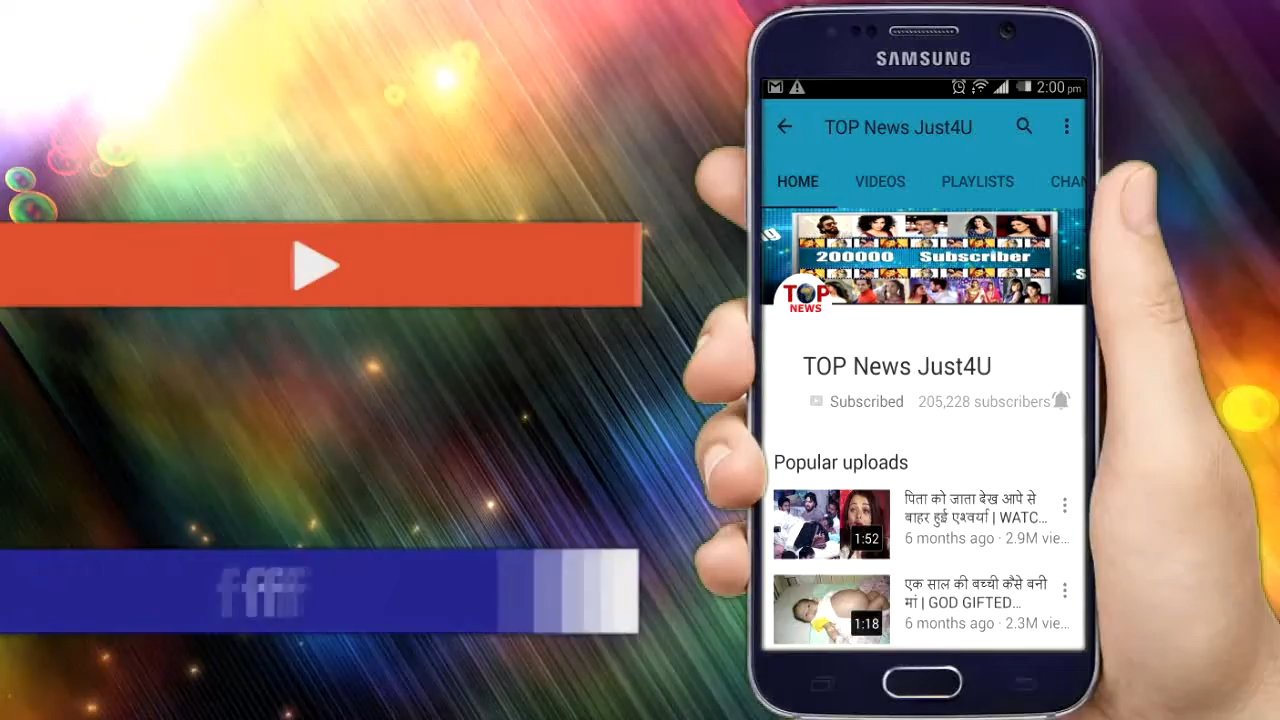 SAMSUNG
2:00 pm
TOP News Just4U
HOME VIDEOS PLAYLISTS CHAN
200000 Subscriber
TOP
NEWS
TOP News Just4U
Subscribed 205,228 subscribers
Popular uploads
पिता को जाता देख आपे से
बाहर हुई एश्वर्या | WATC...
6 months ago · 2.9M vie...
1:52
एक साल की बच्ची कैसे बनी
मां | GOD GIFTED...
6 months ago · 2.3M vie...
1:18